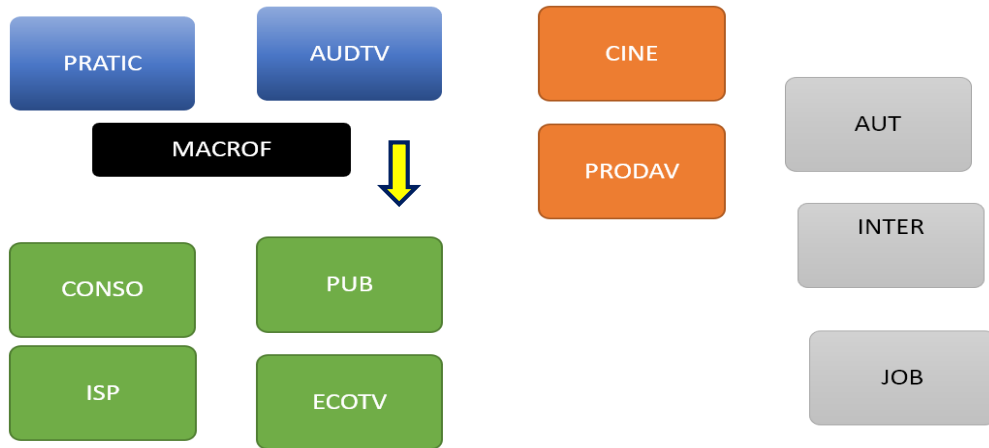 PRATIC
AUDTV
MACROF
CONSO
PUB
ISP
ECOTV
CINE
PRODAV
AUT
INTER
JOB